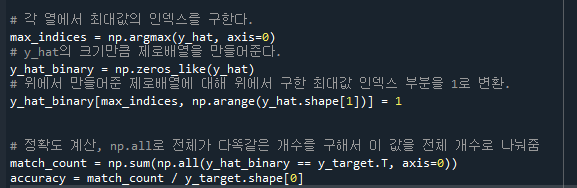 # 각 열에서 최대값의 인덱스를 구한다.
max_indices = np.argmax(y_hat, axis=0)
# y_hat의 크기만큼 제로배열을 만들어준다.
y_hat_binary = np.zeros_like(y_hat)
# 위에서 만들어준 제로배열에 대해 위에서 구한 최대값 인덱스 부분을 1로 변환.
y_hat_binary[max_indices, np.arange(y_hat.shape[1])] = 1
# 정확도 계산, np.all로 전체가 다똑같은 개수를 구해서 이 값을 전체 개수로 나눠줌
match_count = np.sum(np.all(y_hat_binary == y_target.T, axis=0))
accuracy = match_count / y_target.shape[0]